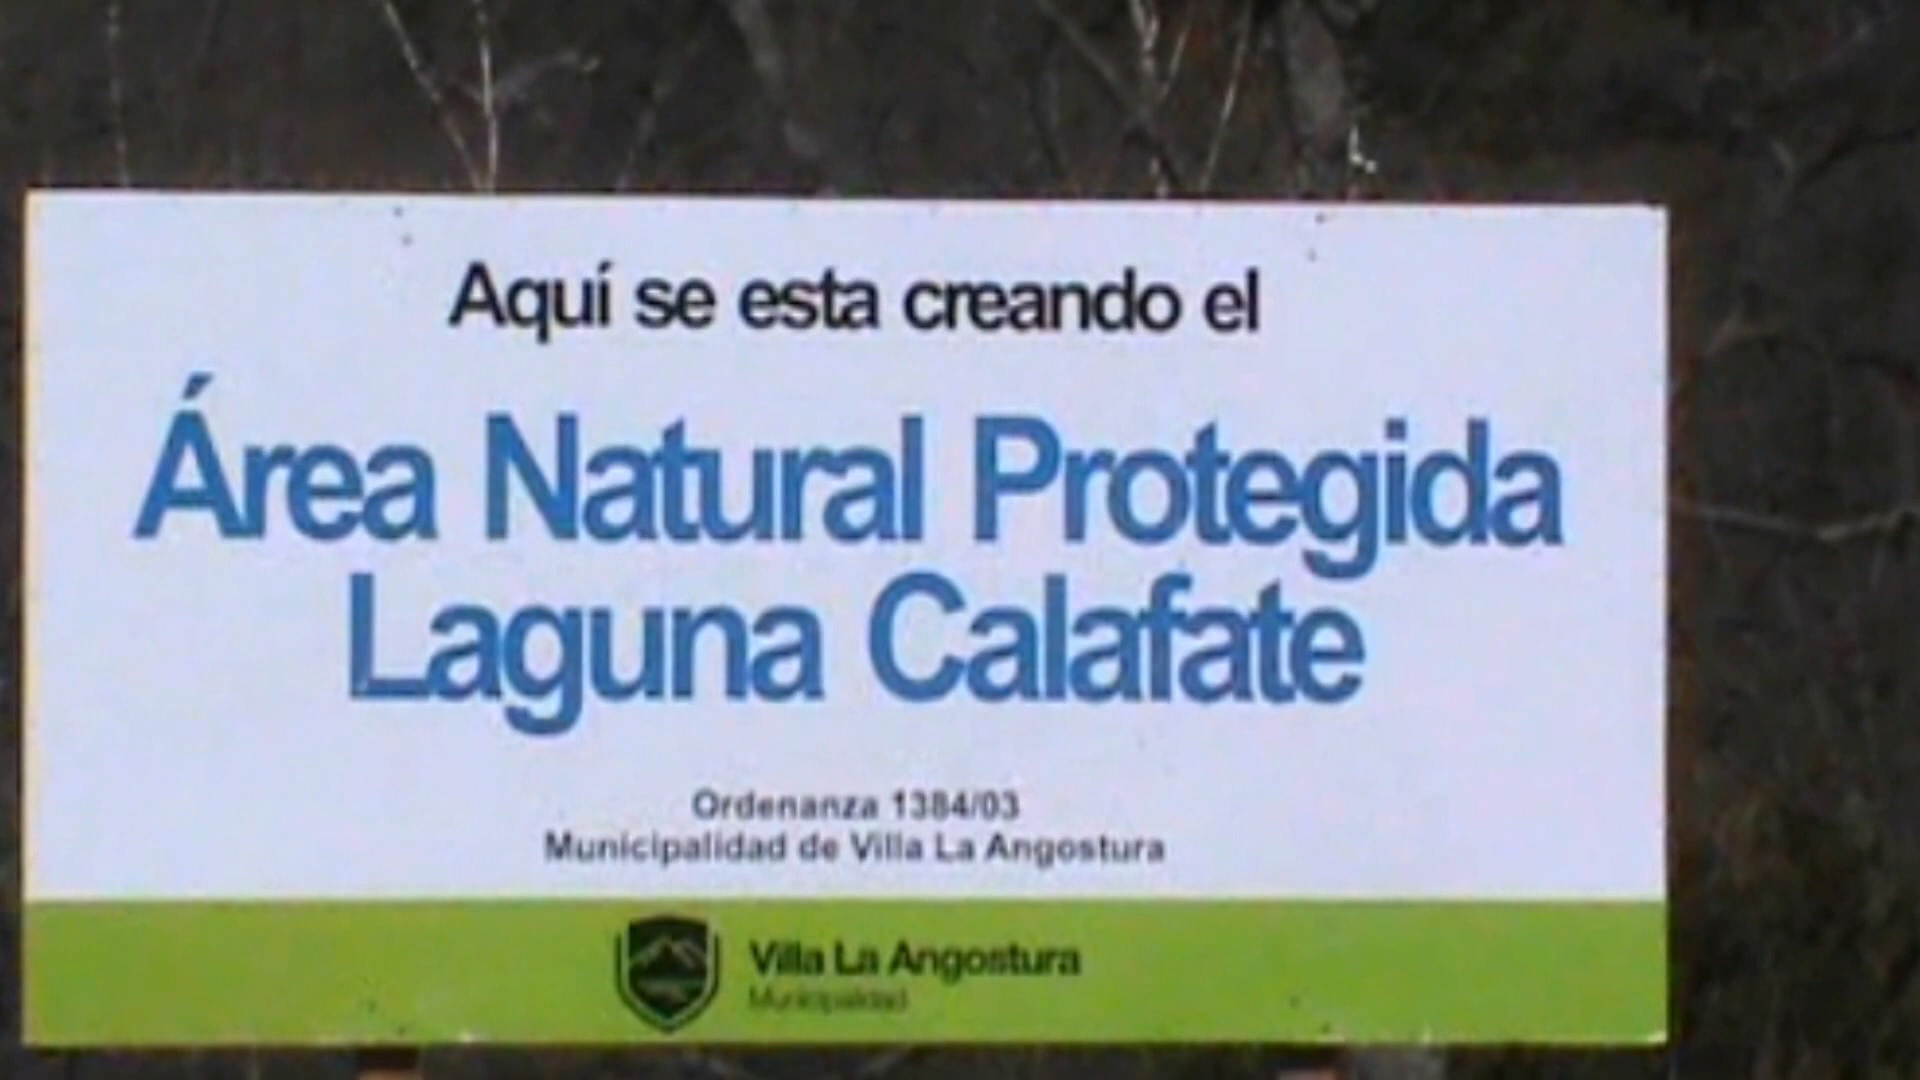 Aquí se esta creando el
Área Natural Protegida
Laguna Calafate
Ordenanza 1384/03
Municipalidad de Villa La Angostura
Villa La Angostura
Municipalidad